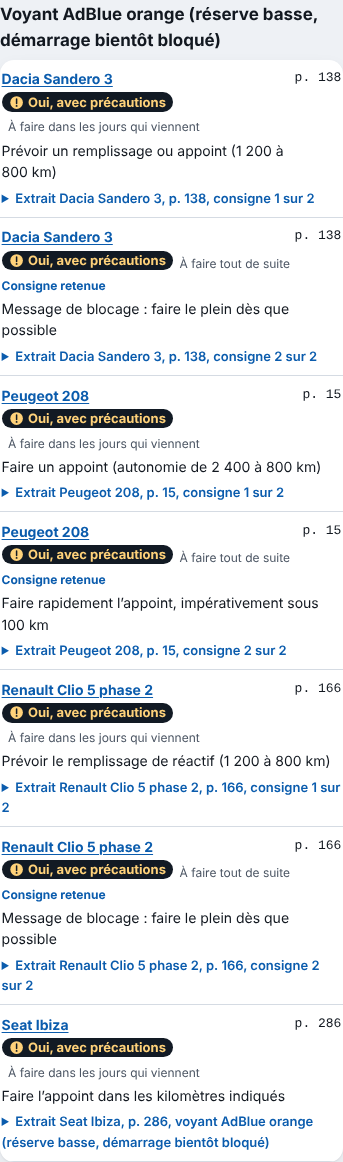 Voyant AdBlue orange (réserve basse,
démarrage bientôt bloqué)
Dacia Sandero 3 p. 138
! Oui, avec précautions
À faire dans les jours qui viennent
Prévoir un remplissage ou appoint (1 200 à
800 km)
▶ Extrait Dacia Sandero 3, p. 138, consigne 1 sur 2
Dacia Sandero 3 p. 138
! Oui, avec précautions À faire tout de suite
Consigne retenue
Message de blocage : faire le plein dès que
possible
▶ Extrait Dacia Sandero 3, p. 138, consigne 2 sur 2
Peugeot 208 p. 15
! Oui, avec précautions
À faire dans les jours qui viennent
Faire un appoint (autonomie de 2 400 à 800 km)
▶ Extrait Peugeot 208, p. 15, consigne 1 sur 2
Peugeot 208 p. 15
! Oui, avec précautions À faire tout de suite
Consigne retenue
Faire rapidement l’appoint, impérativement sous
100 km
▶ Extrait Peugeot 208, p. 15, consigne 2 sur 2
Renault Clio 5 phase 2 p. 166
! Oui, avec précautions
À faire dans les jours qui viennent
Prévoir le remplissage de réactif (1 200 à 800 km)
▶ Extrait Renault Clio 5 phase 2, p. 166, consigne 1 sur
2
Renault Clio 5 phase 2 p. 166
! Oui, avec précautions À faire tout de suite
Consigne retenue
Message de blocage : faire le plein dès que
possible
▶ Extrait Renault Clio 5 phase 2, p. 166, consigne 2
sur 2
Seat Ibiza p. 286
! Oui, avec précautions
À faire dans les jours qui viennent
Faire l’appoint dans les kilomètres indiqués
▶ Extrait Seat Ibiza, p. 286, voyant AdBlue orange
(réserve basse, démarrage bientôt bloqué)